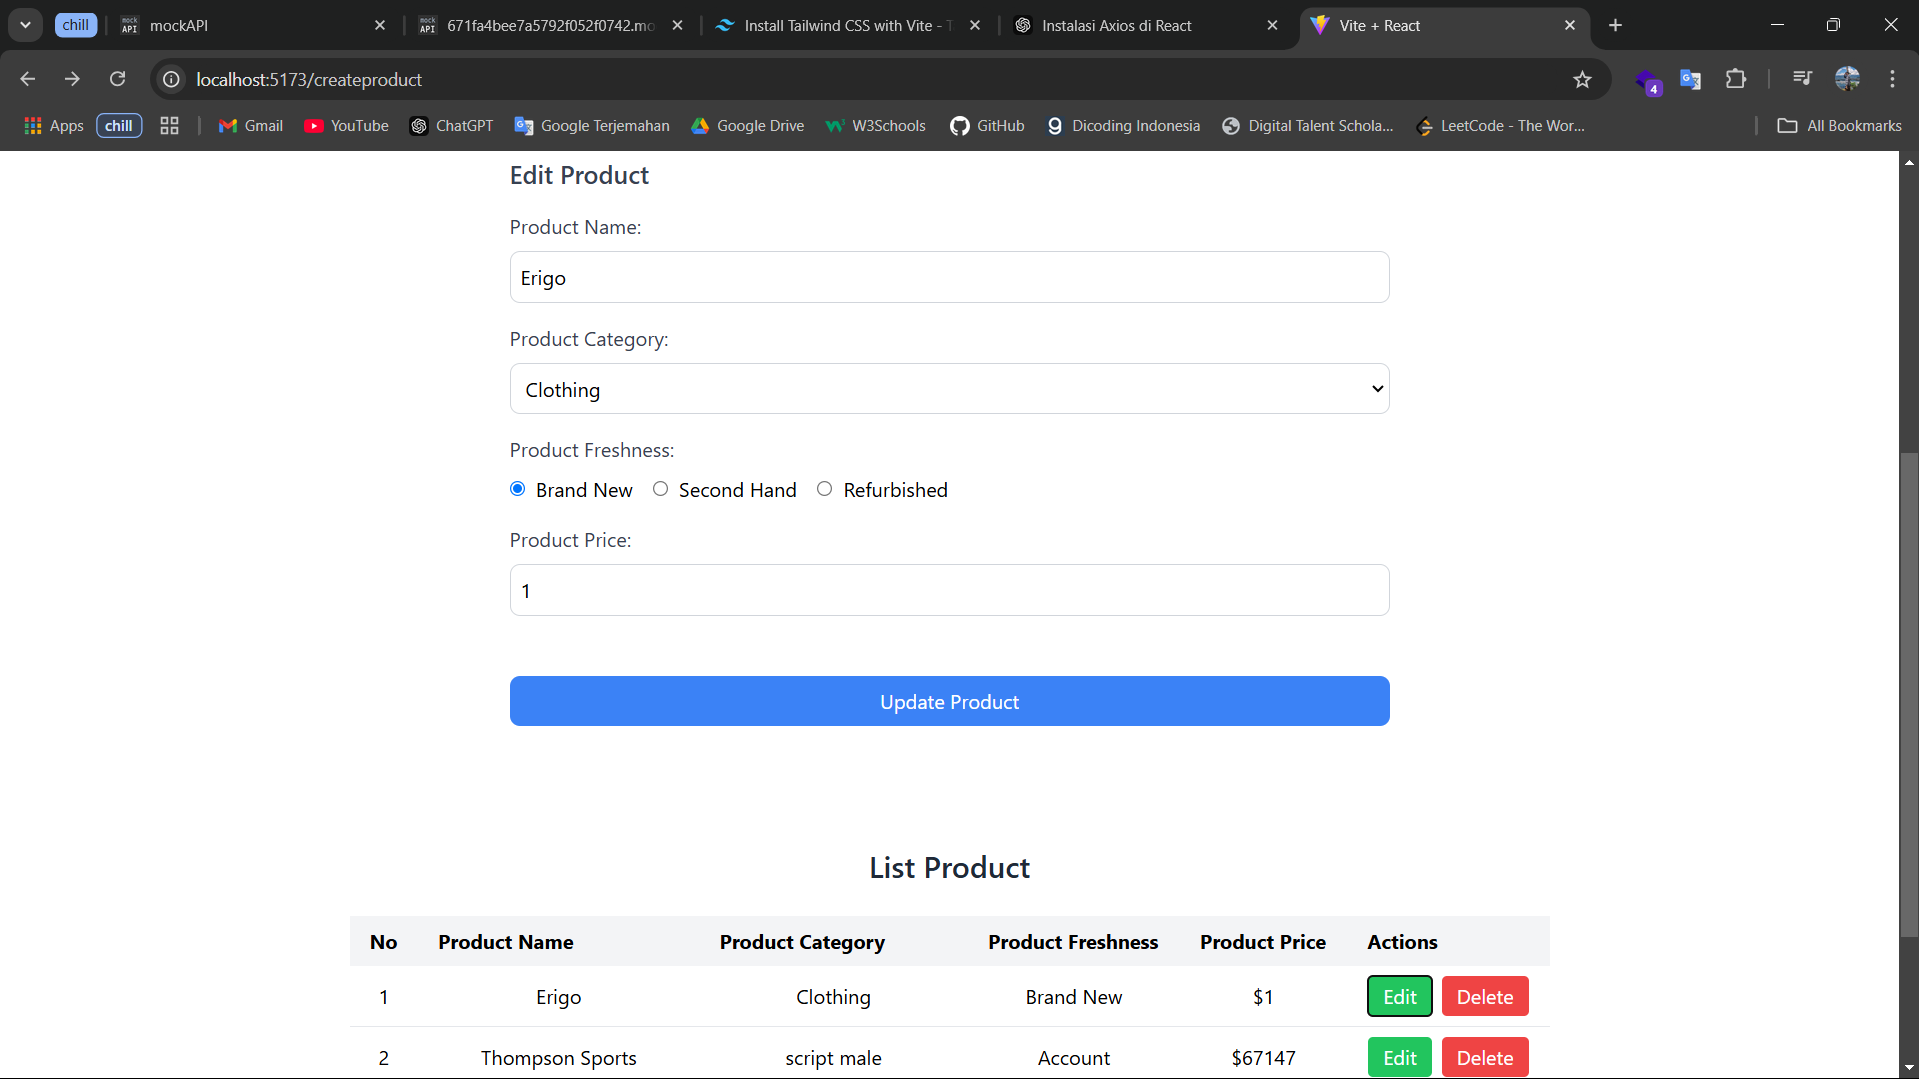 chill
mockAPI
671fa4bee7a5792f052f0742.mo
Install Tailwind CSS with Vite - T
Instalasi Axios di React
Vite + React
localhost:5173/createproduct
4
Apps
chill
Gmail
YouTube
ChatGPT
Google Terjemahan
Google Drive
W3Schools
GitHub
Dicoding Indonesia
Digital Talent Schola...
LeetCode - The Wor...
All Bookmarks
Edit Product
Product Name:
Erigo
Product Category:
Clothing
Product Freshness:
Brand New Second Hand Refurbished
Product Price:
1
Update Product
List Product
No Product Name Product Category Product Freshness Product Price Actions
1 Erigo Clothing Brand New $1 Edit Delete
2 Thompson Sports script male Account $67147 Edit Delete